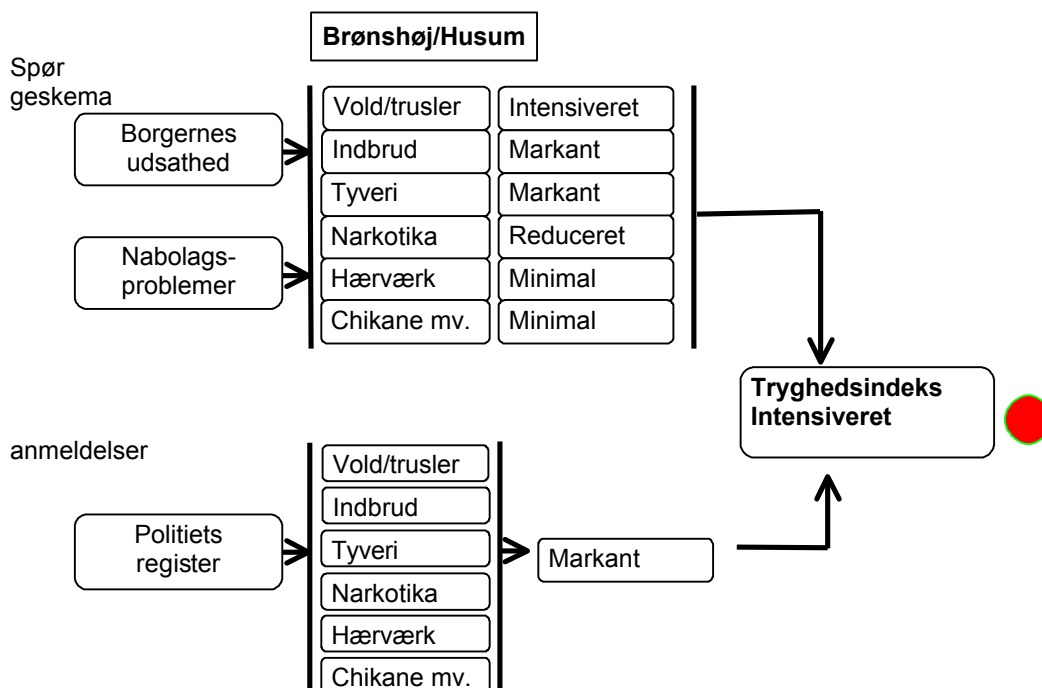 Brønshøj/Husum
Spør
geskema
Borgernes
udsathed
Nabolags-
problemer
Vold/trusler Intensiveret
Indbrud Markant
Tyveri Markant
Narkotika Reduceret
Hærværk Minimal
Chikane mv. Minimal
Tryghedsindeks
Intensiveret
anmeldelser
Politiets
register
Vold/trusler
Indbrud
Tyveri
Narkotika
Hærværk
Chikane mv.
Markant